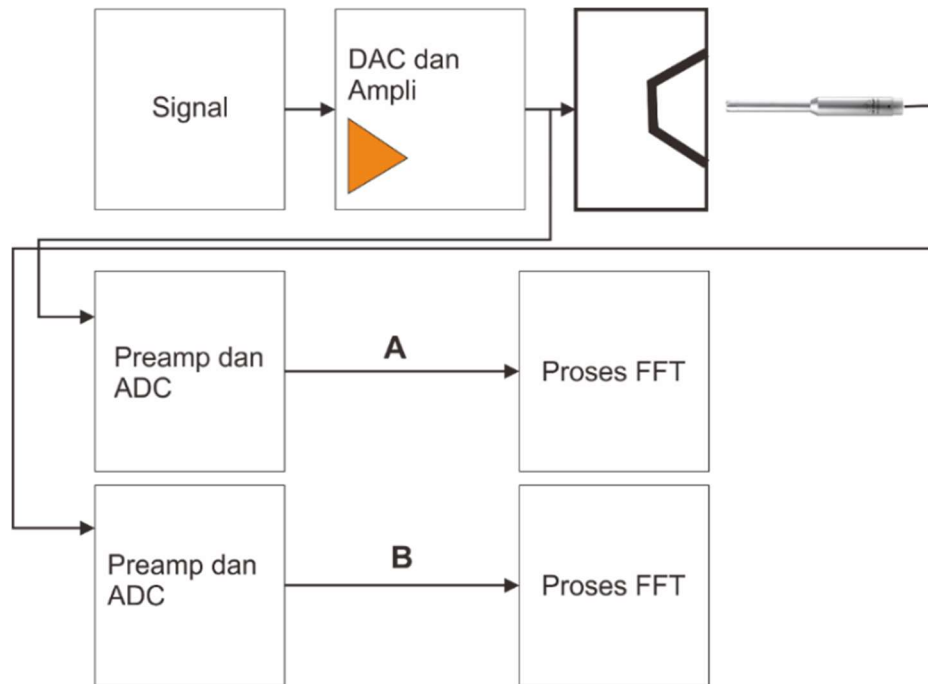 Signal
DAC dan
Ampli
Preamp dan
ADC
A
Proses FFT
Preamp dan
ADC
B
Proses FFT